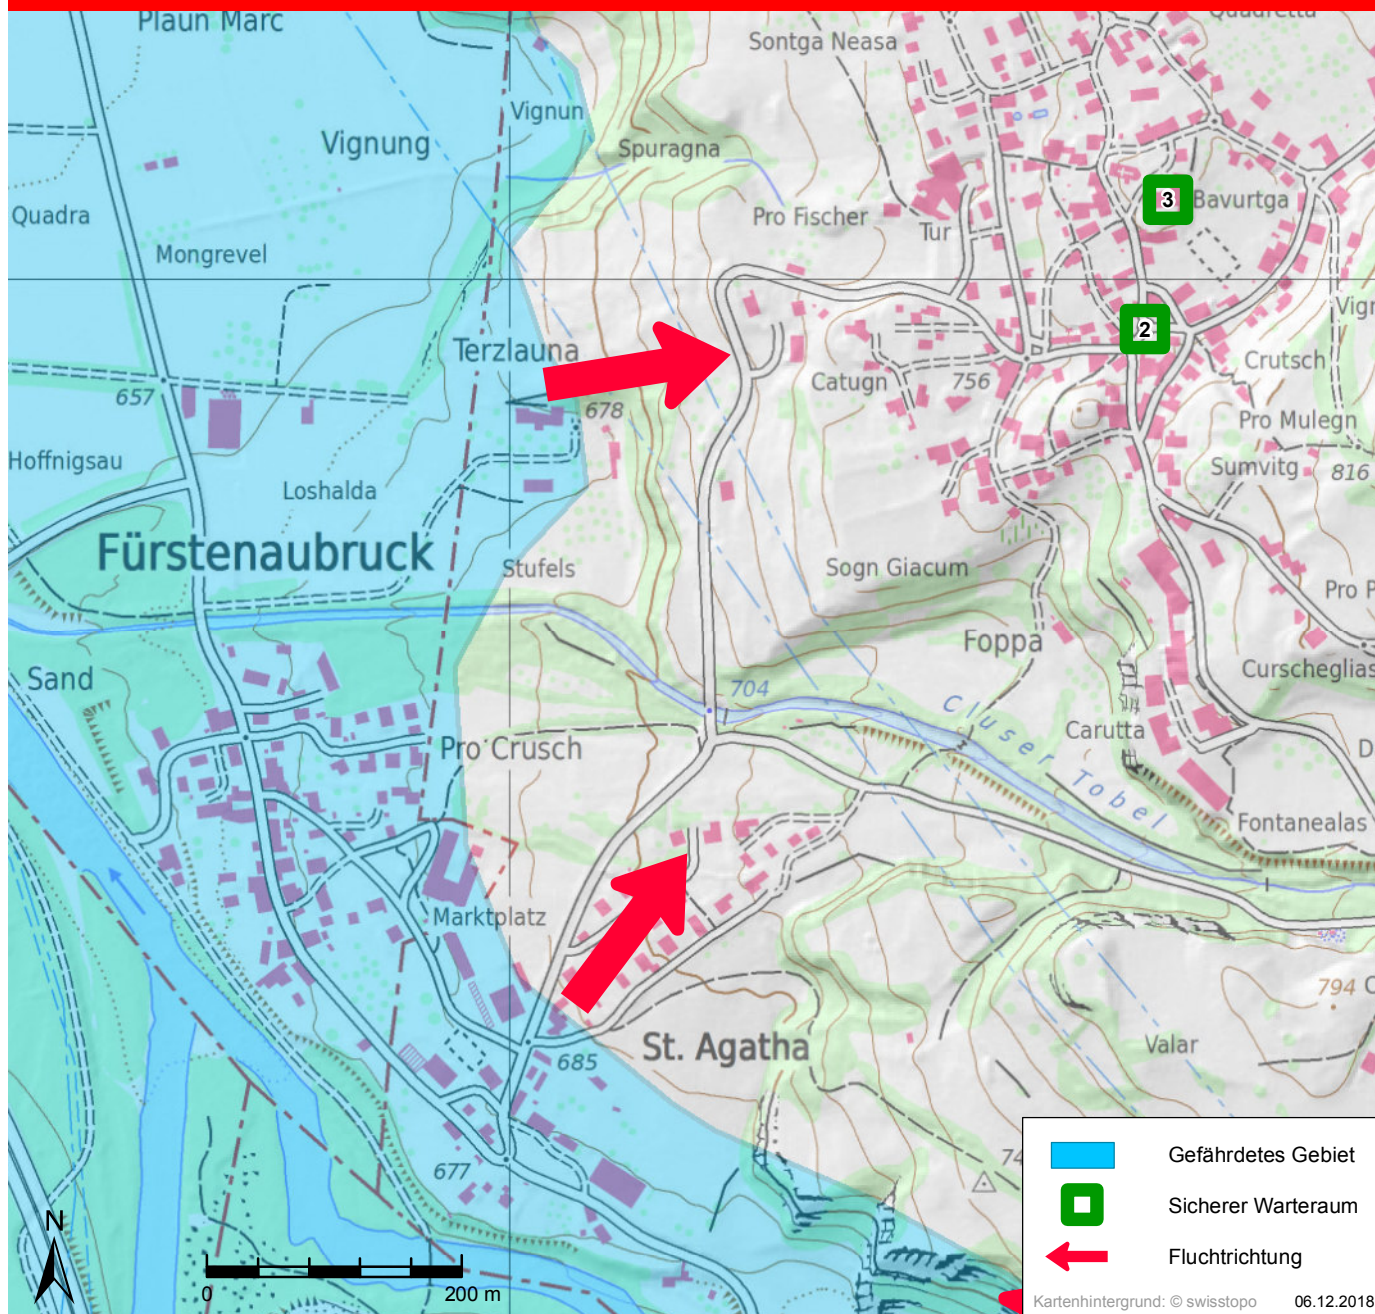 Plaun Marc
Quadretta
Sontga Neasa
Vignun
Vignung
Spuragna
Quadra
Pro Fischer
Tur
3
Bavurtga
Mongrevel
Terzlauna
2
Crutsch
657
678
Catugn
756
Pro Mulegn
Hoffnigsau
Loshalda
Sumvitg
816
Fürstenaubruck
Stufels
Sogn Giacum
Foppa
Sand
704
Curscheglias
Pro Crusch
Cluser Tobel
Carutta
Fontanealas
Marktplatz
794
St. Agatha
685
Valar
677
N
0
200 m
Gefährdetes Gebiet
Sicherer Warteraum
Fluchtrichtung
Kartenhintergrund: © swisstopo
06.12.2018